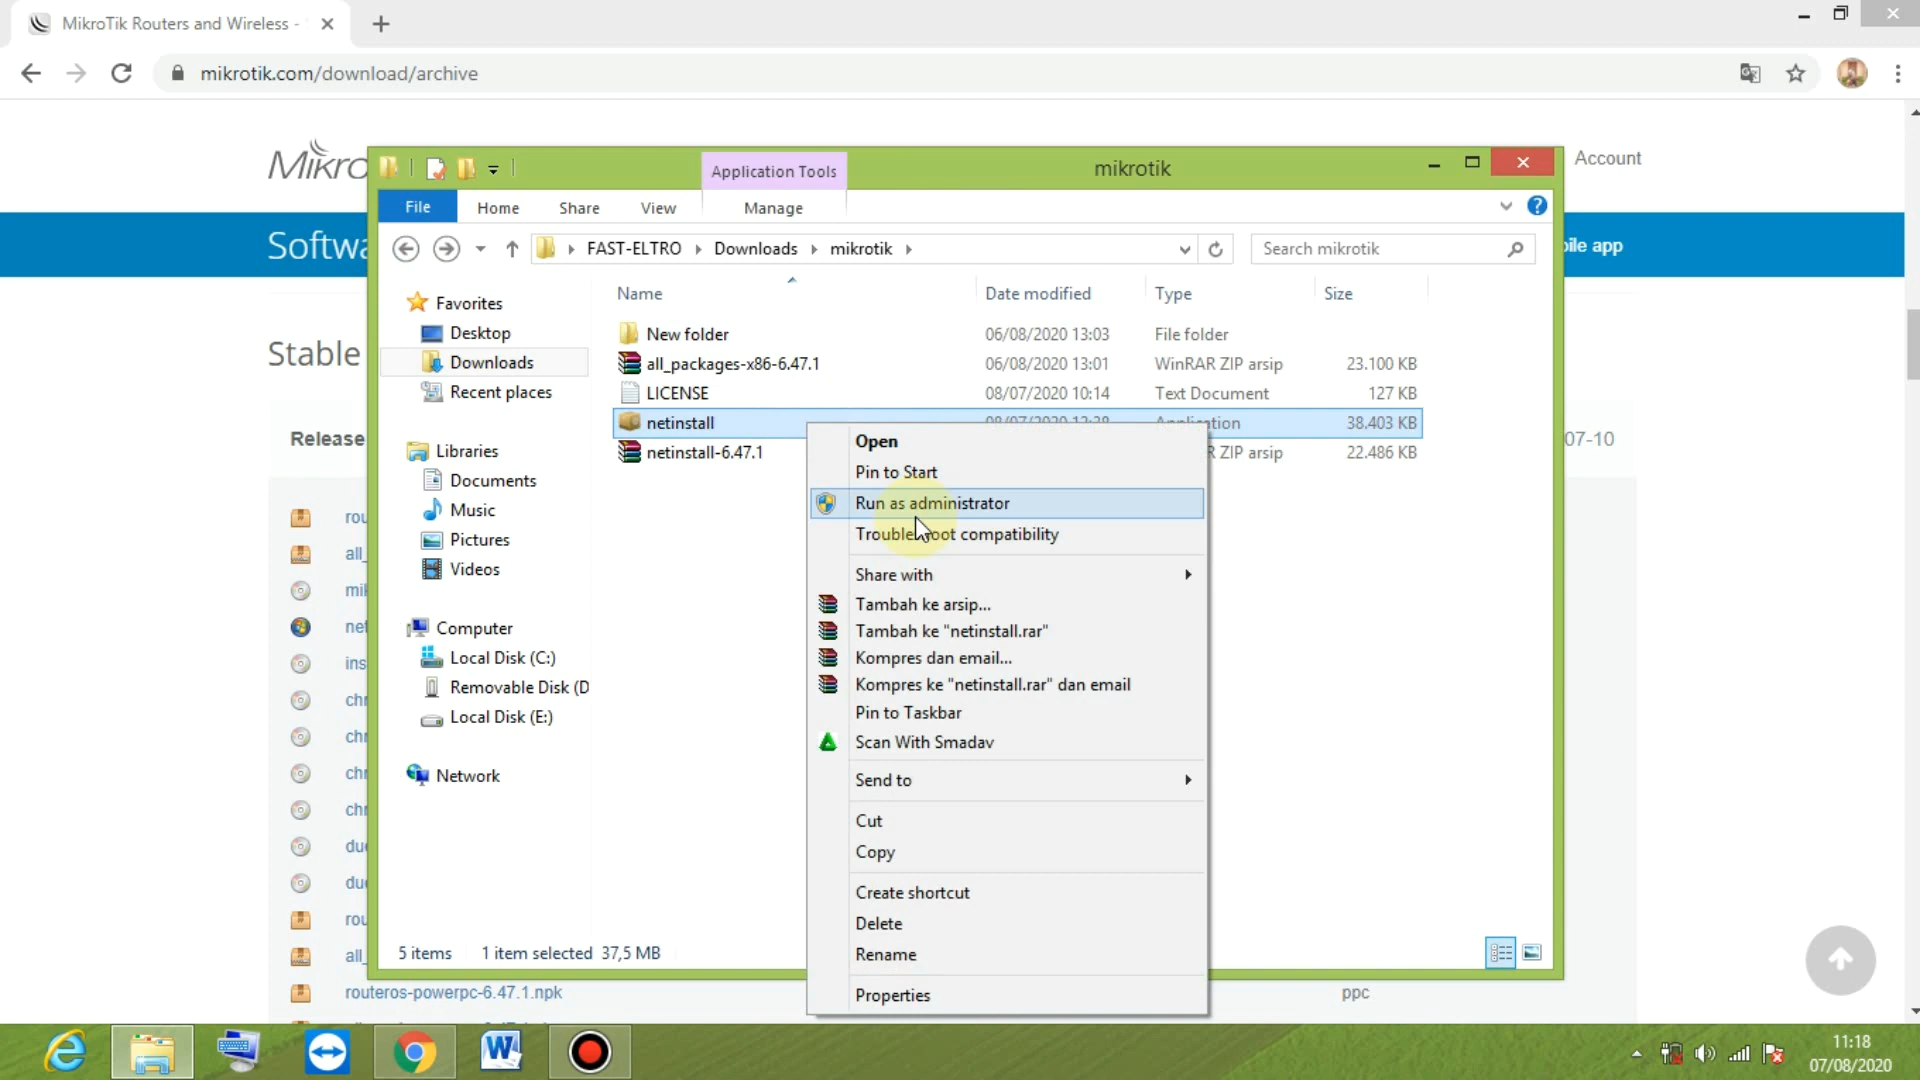 MikroTik Routers and Wireless -
mikrotik.com/download/archive
Account
Application Tools
mikrotik
File
Home
Share
View
Manage
FAST-ELTRO
Downloads
mikrotik
Search mikrotik
Name
Date modified
Type
Size
Favorites
Desktop
Downloads
Recent places
Libraries
Documents
Music
Pictures
Videos
Computer
Local Disk (C:)
Removable Disk (D
Local Disk (E:)
Network
New folder 06/08/2020 13:03 File folder
all_packages-x86-6.47.1 06/08/2020 13:01 WinRAR ZIP arsip 23.100 KB
LICENSE 08/07/2020 10:14 Text Document 127 KB
netinstall 38.403 KB
netinstall-6.47.1 ZIP arsip 22.486 KB
Open
Pin to Start
Run as administrator
Troubleshoot compatibility
Share with
Tambah ke arsip...
Tambah ke "netinstall.rar"
Kompres dan email...
Kompres ke "netinstall.rar" dan email
Pin to Taskbar
Scan With Smadav
Send to
Cut
Copy
Create shortcut
Delete
Rename
Properties
5 items 1 item selected 37,5 MB
Stable
Release
07-10
app
routeros-powerpc-6.47.1.npk
ppc
11:18
07/08/2020